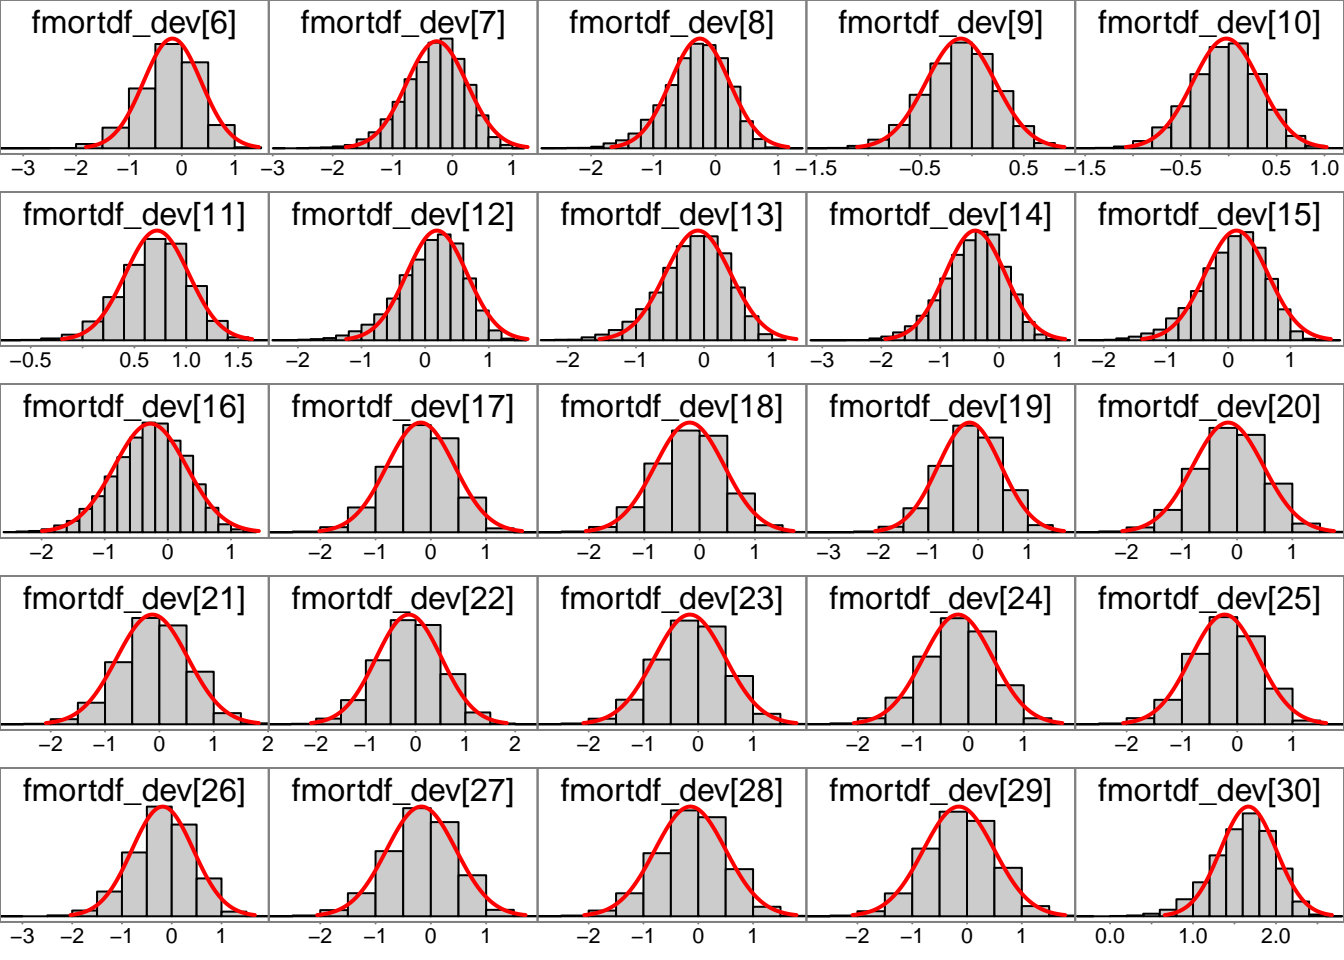 fmortdf_dev[6] fmortdf_dev[7] fmortdf_dev[8] fmortdf_dev[9] fmortdf_dev[10]
−3 −2 −1 0 1 −3 −1 0 1 −2 −1 0 1 −1.5 −0.5 0.5 −1.5 −0.5 0.5 1.0
fmortdf_dev[11] fmortdf_dev[12] fmortdf_dev[13] fmortdf_dev[14] fmortdf_dev[15]
−0.5 0.5 1.0 1.5 −2 −1 0 1 −2 −1 0 1 −3 −2 −1 0 1 −2 −1 0 1
fmortdf_dev[16] fmortdf_dev[17] fmortdf_dev[18] fmortdf_dev[19] fmortdf_dev[20]
−2 −1 0 1 −2 −1 0 1 −2 −1 0 1 −3 −2 −1 0 1 −2 −1 0 1
fmortdf_dev[21] fmortdf_dev[22] fmortdf_dev[23] fmortdf_dev[24] fmortdf_dev[25]
−2 −1 0 1 2 −2 −1 0 1 2 −2 −1 0 1 −2 −1 0 1 −2 −1 0 1
fmortdf_dev[26] fmortdf_dev[27] fmortdf_dev[28] fmortdf_dev[29] fmortdf_dev[30]
−3 −2 −1 0 1 −2 −1 0 1 −2 −1 0 1 −2 −1 0 1 0.0 1.0 2.0